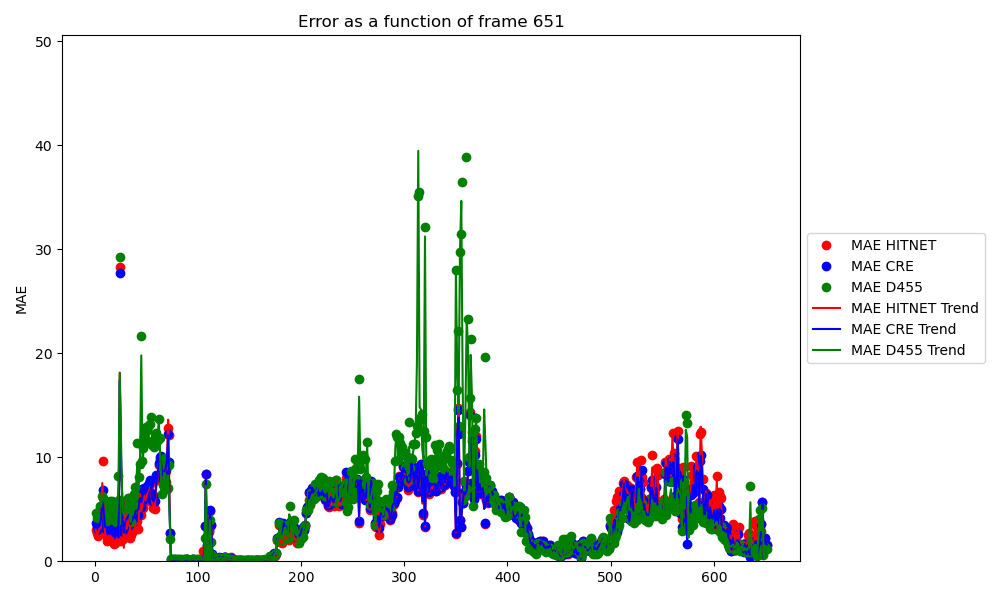 Error as a function of frame 651
50
40
30
20
10
0
MAE
0 100 200 300 400 500 600
MAE HITNET
MAE CRE
MAE D455
MAE HITNET Trend
MAE CRE Trend
MAE D455 Trend